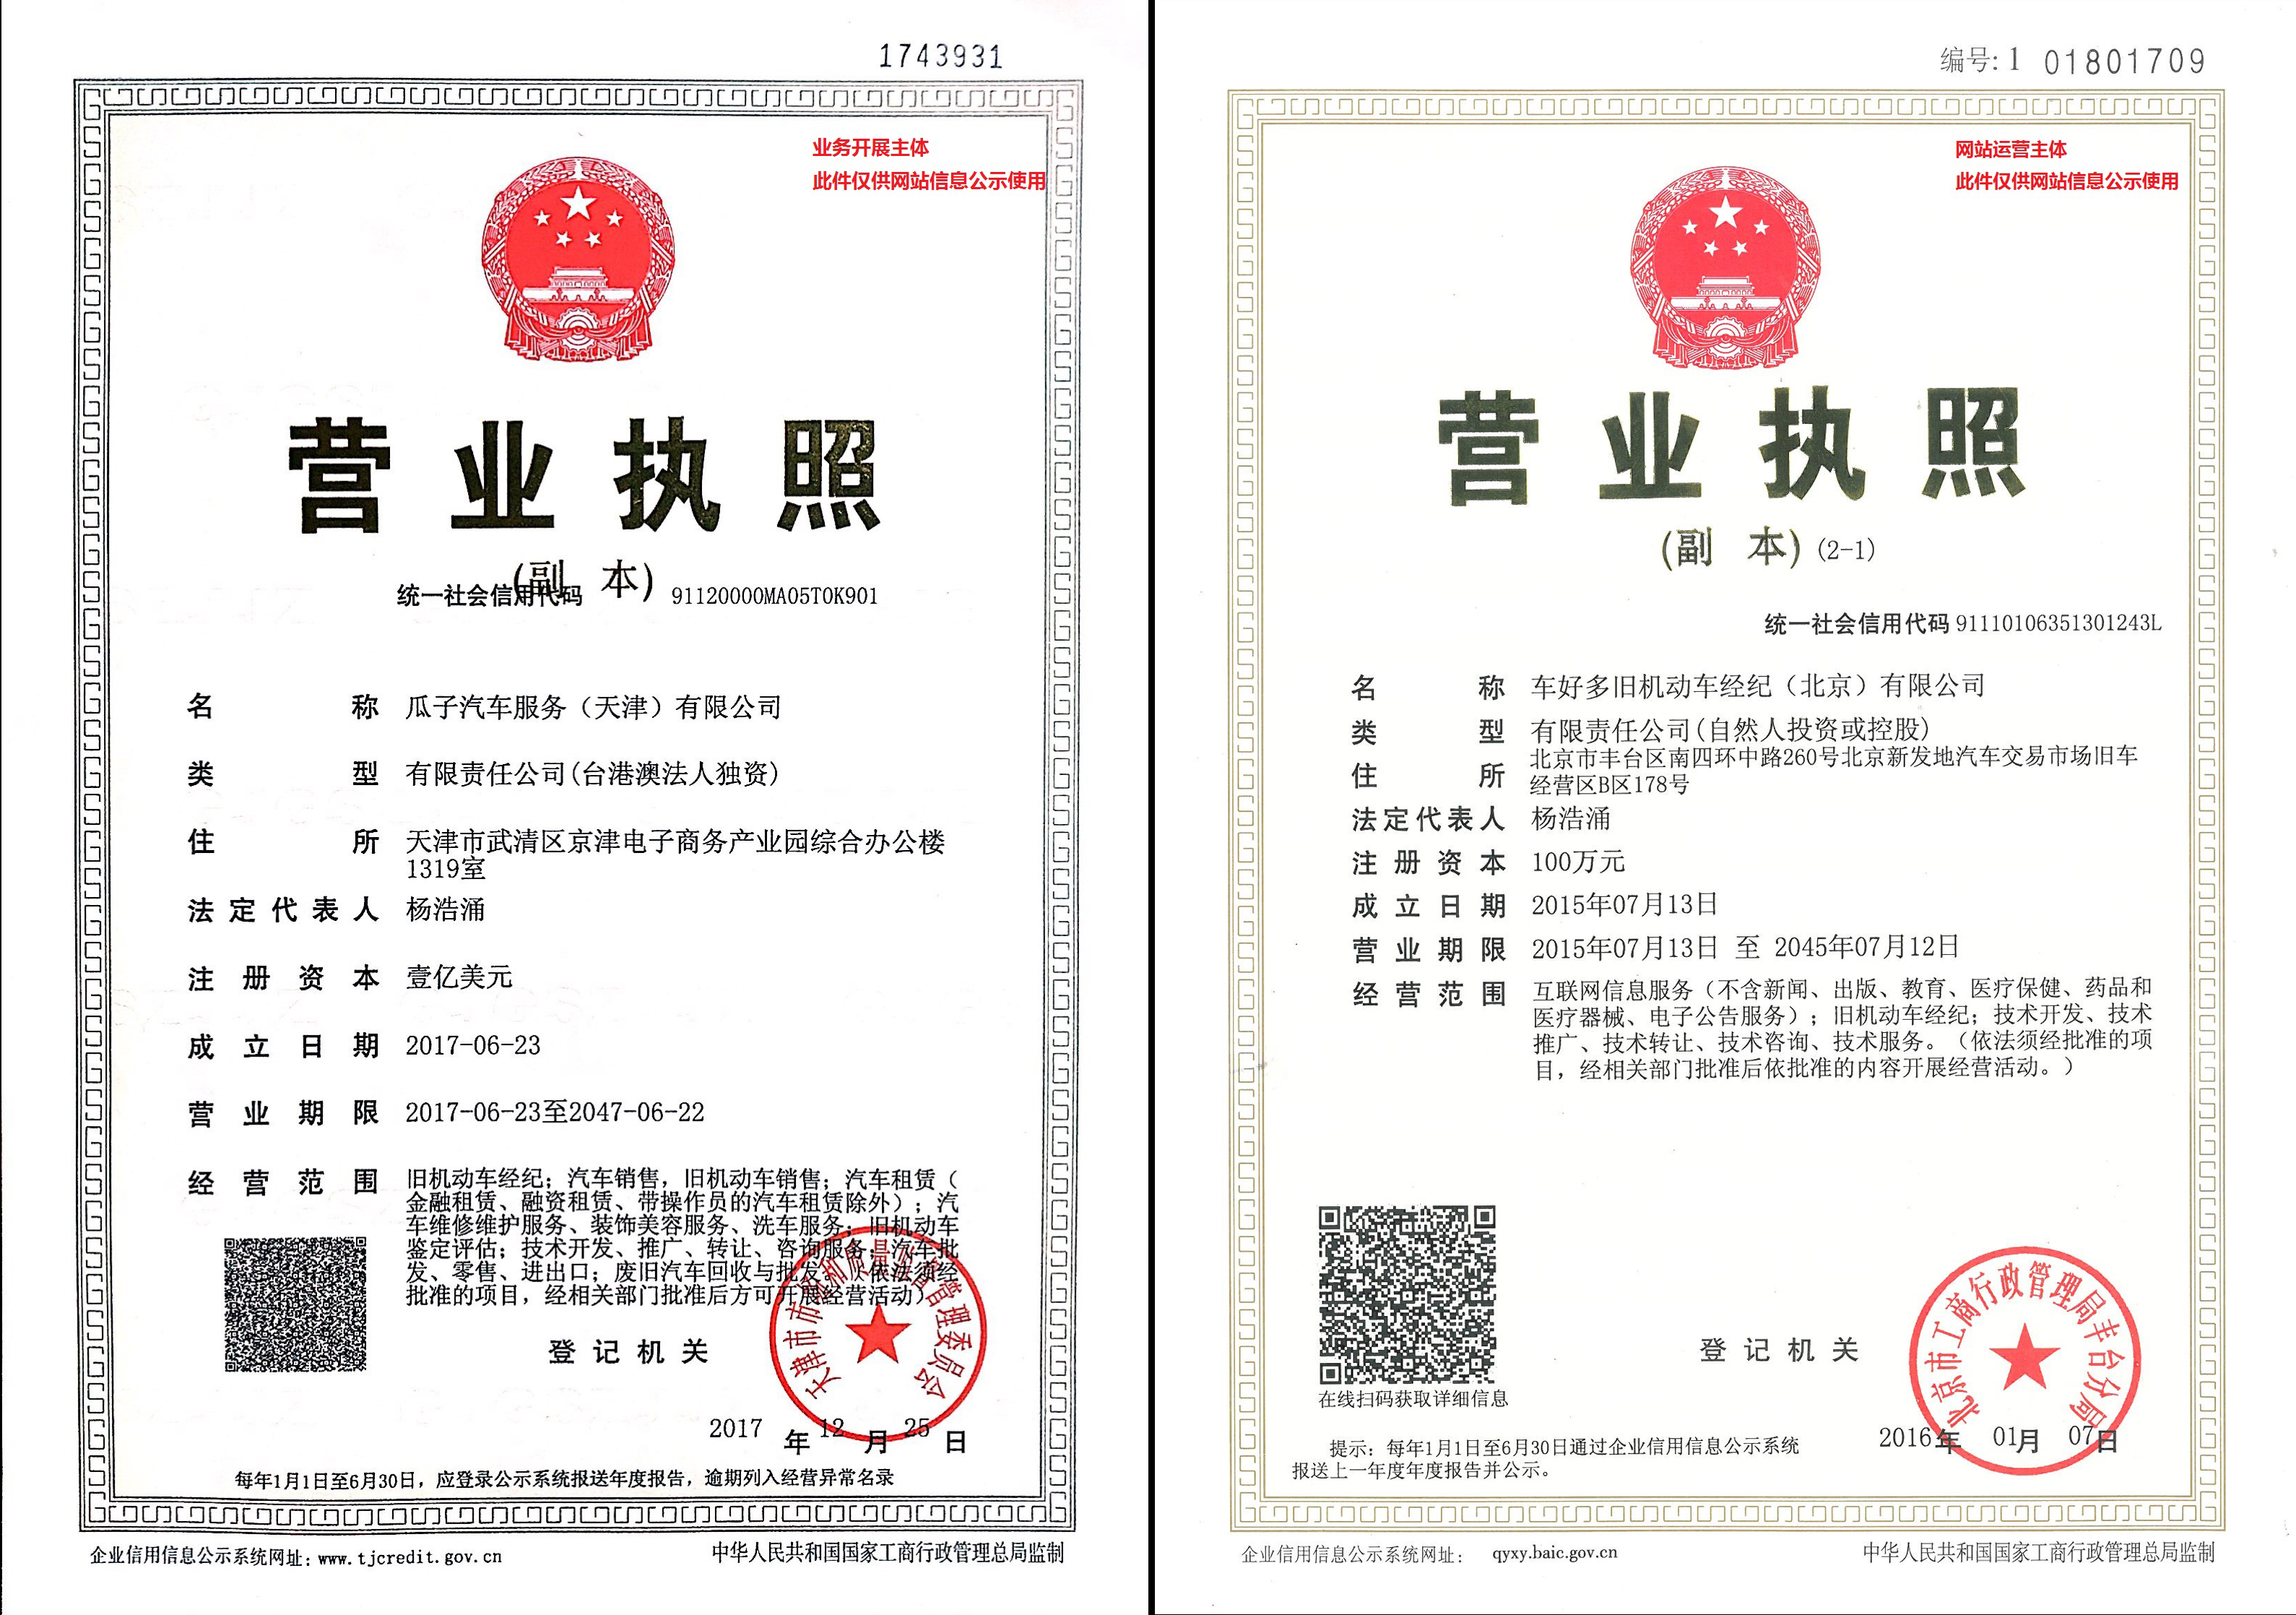 1743931
业务开展主体
此件仅供网站信息公示使用
营业执照
(副 本)
统一社会信用代码 91120000MA05T0K901
名称 瓜子汽车服务（天津）有限公司
类型 有限责任公司(台港澳法人独资)
住所 天津市武清区京津电子商务产业园综合办公楼
1319室
法定代表人 杨浩涌
注册资本 壹亿美元
成立日期 2017-06-23
营业期限 2017-06-23至2047-06-22
经营范围 旧机动车经纪；汽车销售，旧机动车销售；汽车租赁（
金融租赁、融资租赁、带操作员的汽车租赁除外）；汽
车维修维护服务、装饰美容服务、洗车服务；旧机动车
鉴定评估；技术开发、推广、转让、咨询服务；汽车批
发、零售、进出口；废旧汽车回收与批发。（依法须经
批准的项目，经相关部门批准后方可开展经营活动）
登记机关
天津市市场和质量监督管理委员会
2017 年 12 月 25 日
每年1月1日至6月30日，应登录公示系统报送年度报告，逾期列入经营异常名录
企业信用信息公示系统网址：www.tjcredit.gov.cn
中华人民共和国国家工商行政管理总局监制
编号: 1 01801709
网站运营主体
此件仅供网站信息公示使用
营业执照
(副 本) (2-1)
统一社会信用代码 91110106351301243L
名称 车好多旧机动车经纪（北京）有限公司
类型 有限责任公司(自然人投资或控股)
住所 北京市丰台区南四环中路260号北京新发地汽车交易市场旧车
经营区B区178号
法定代表人 杨浩涌
注册资本 100万元
成立日期 2015年07月13日
营业期限 2015年07月13日 至 2045年07月12日
经营范围 互联网信息服务（不含新闻、出版、教育、医疗保健、药品和
医疗器械、电子公告服务）；旧机动车经纪；技术开发、技术
推广、技术转让、技术咨询、技术服务。（依法须经批准的项
目，经相关部门批准后依批准的内容开展经营活动。）
在线扫码获取详细信息
登记机关
北京市工商行政管理局丰台分局
2016年 01月 07日
提示：每年1月1日至6月30日通过企业信用信息公示系统
报送上一年度年度报告并公示。
企业信用信息公示系统网址： qyxy.baic.gov.cn
中华人民共和国国家工商行政管理总局监制